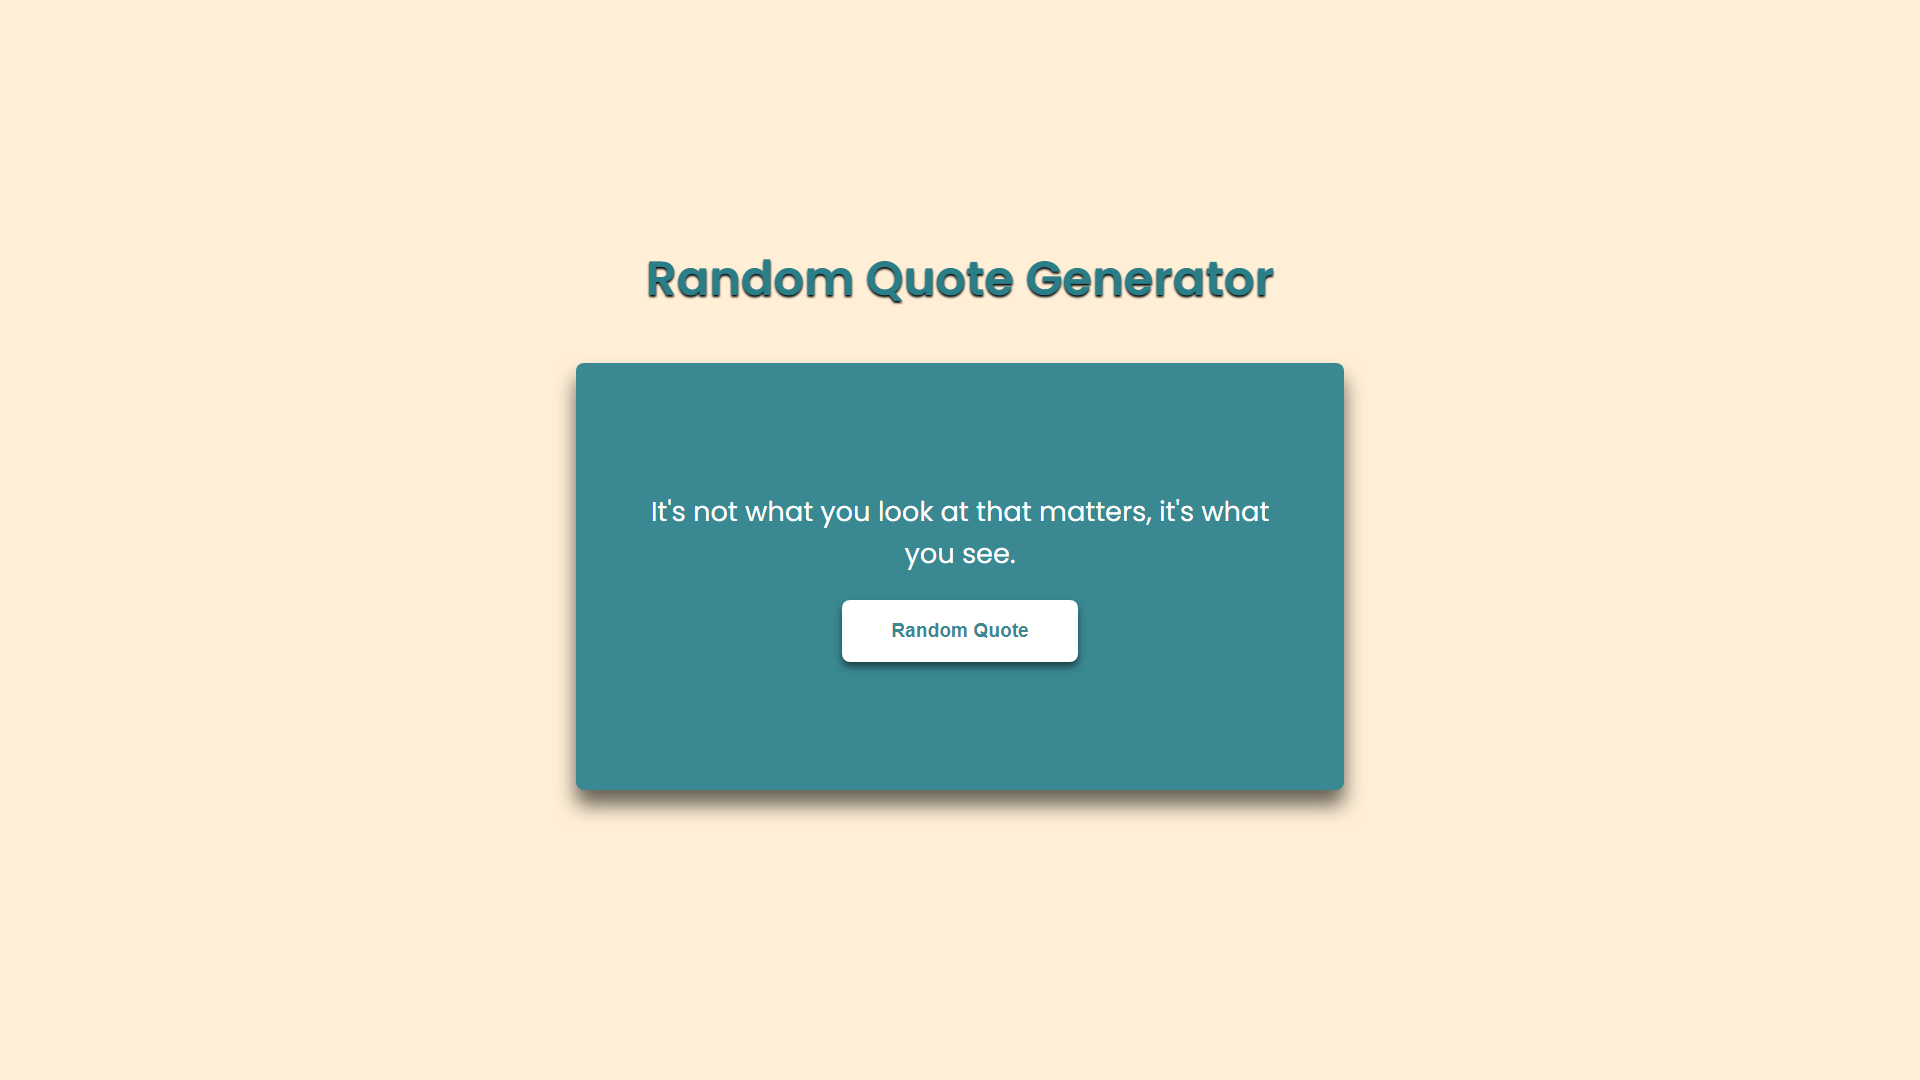 Random Quote Generator
It's not what you look at that matters, it's what
you see.
Random Quote